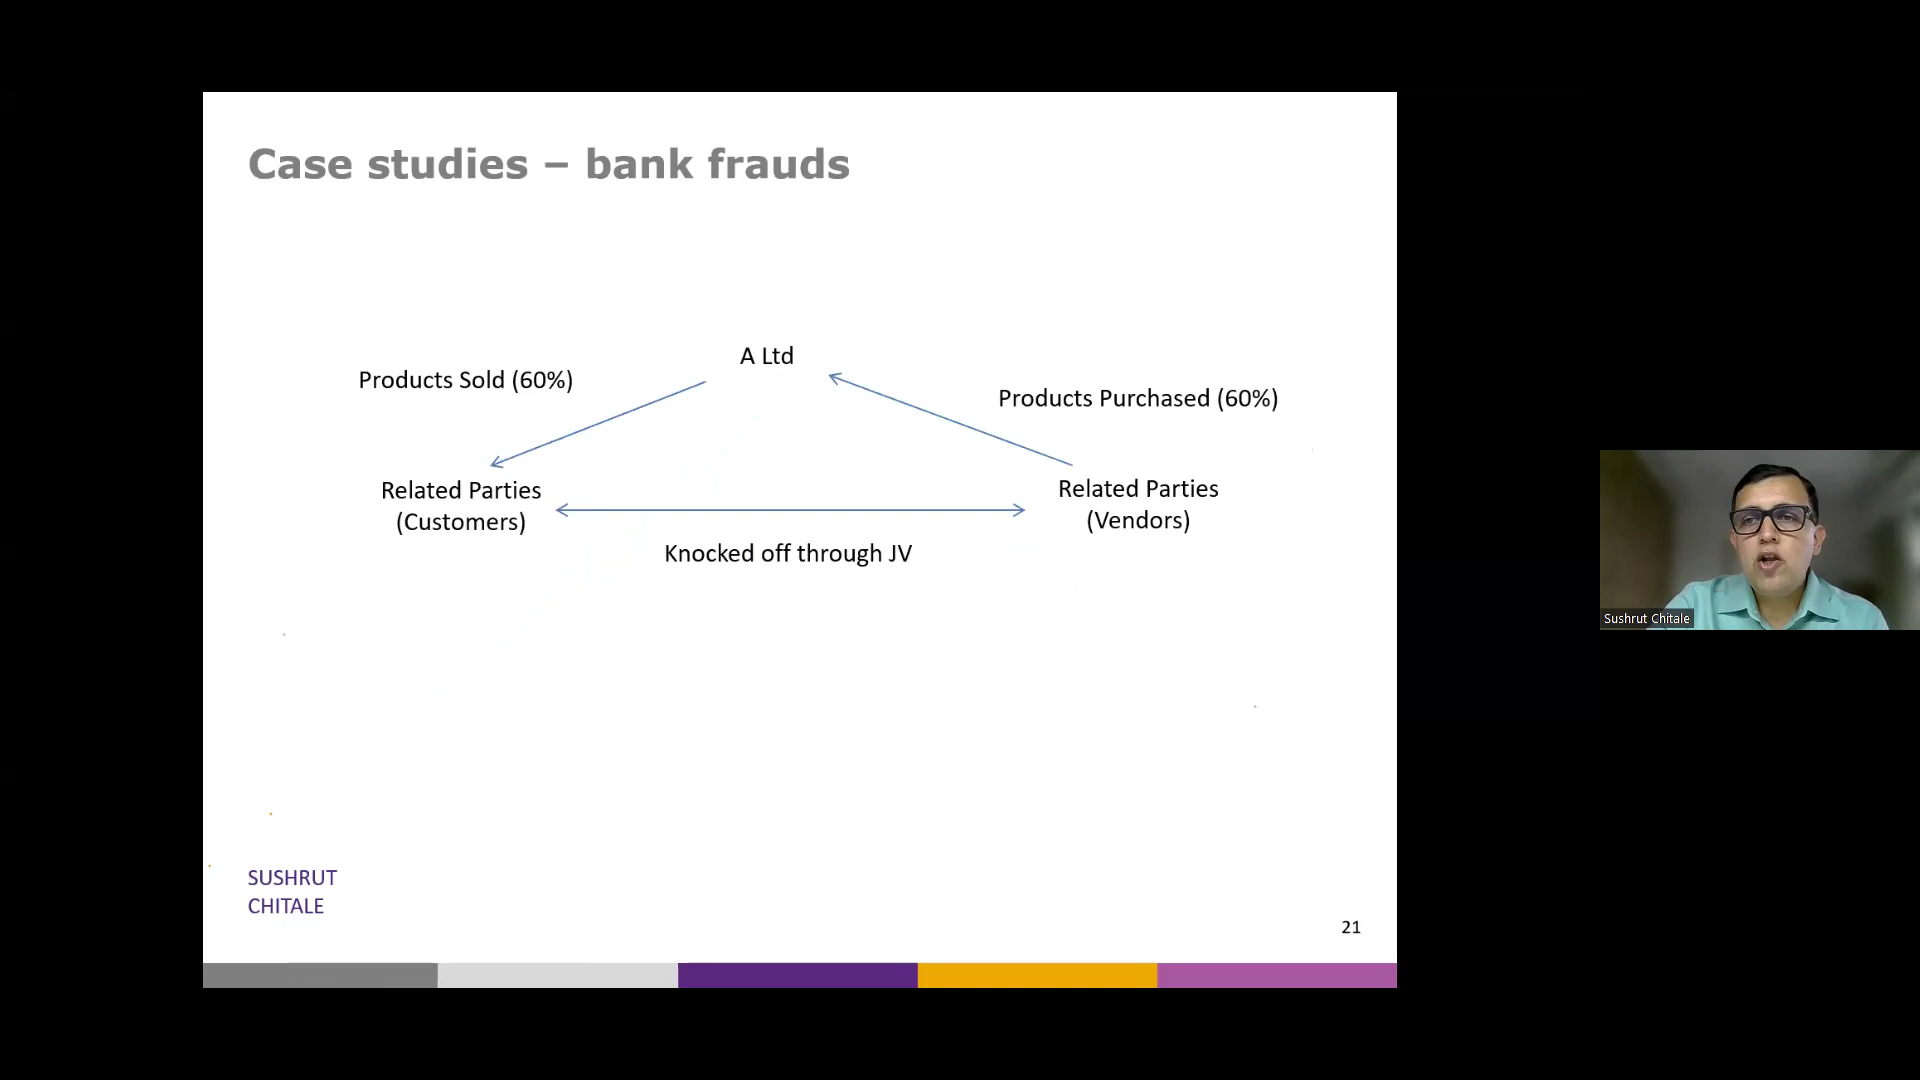 Case studies – bank frauds
A Ltd
Products Sold (60%)
Products Purchased (60%)
Related Parties
(Customers)
Related Parties
(Vendors)
Knocked off through JV
SUSHRUT
CHITALE
21
Sushrut Chitale